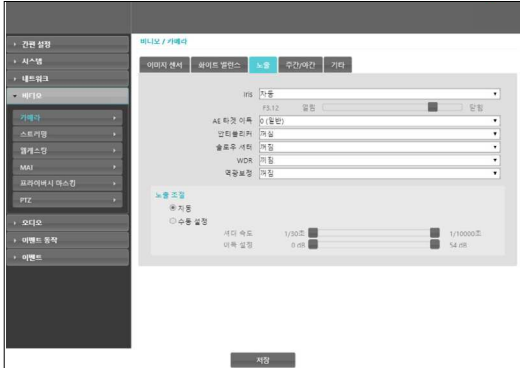 간편 설정
시스템
네트워크
비디오
카메라
스트리밍
웹캐스팅
MAI
프라이버시 마스킹
PTZ
오디오
이벤트 동작
이벤트
비디오 / 카메라
이미지 센서 화이트 밸런스 노출 주간/야간 기타
Iris 자동
F3.12 열림 닫힘
AE 타겟 이득 0 (일반)
안티플리커 꺼짐
슬로우 셔터 꺼짐
WDR 꺼짐
역광보정 꺼짐
노출 조절
자동
수동 설정
셔터 속도 1/30초 1/10000초
이득 설정 0 dB 54 dB
저장